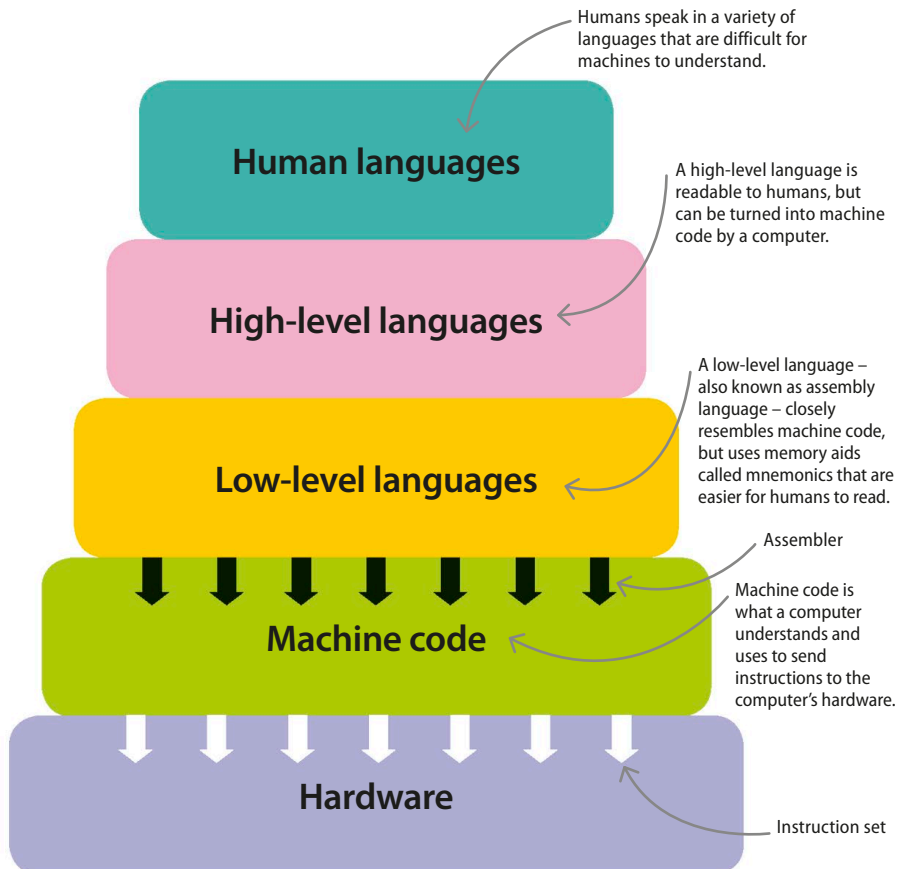 Humans speak in a variety of
languages that are difficult for
machines to understand.
Human languages
A high-level language is
readable to humans, but
can be turned into machine
code by a computer.
High-level languages
A low-level language –
also known as assembly
language – closely
resembles machine code,
but uses memory aids
called mnemonics that are
easier for humans to read.
Low-level languages
Assembler
Machine code is
what a computer
understands and
uses to send
instructions to the
computer's hardware.
Machine code
Hardware
Instruction set